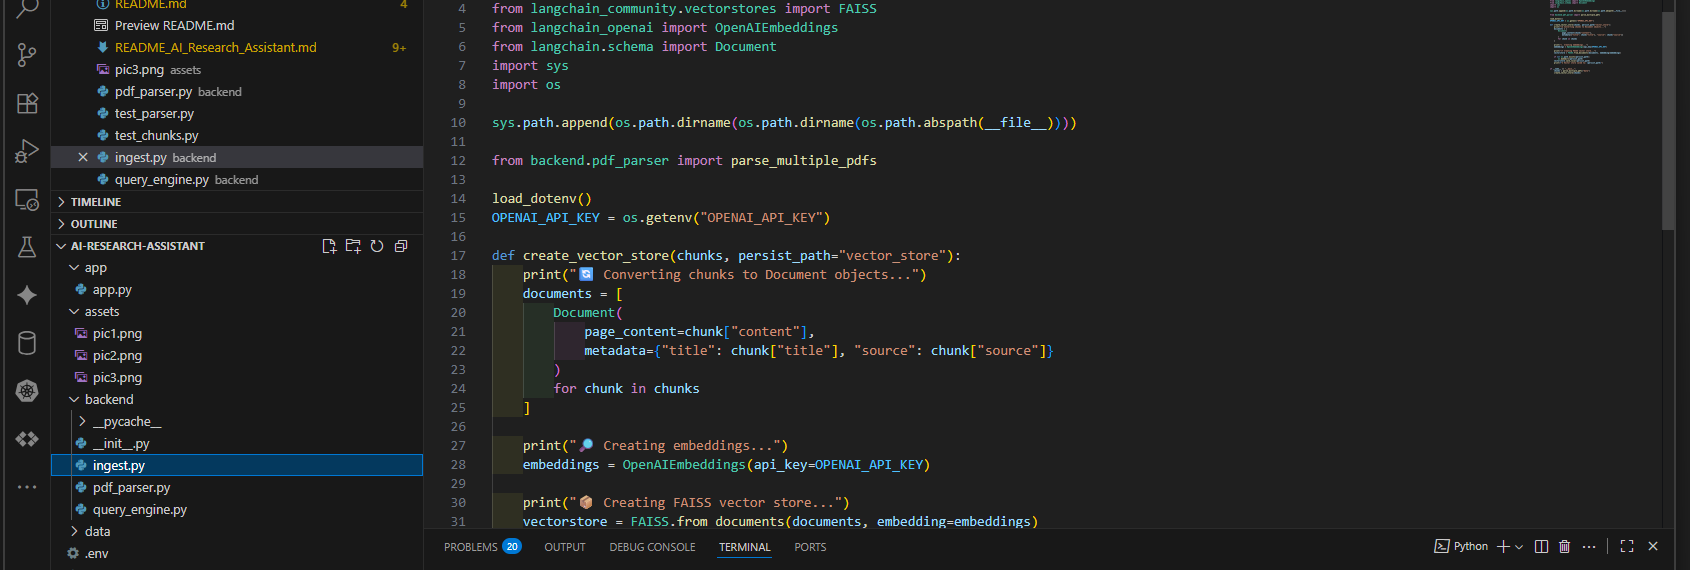 README.md 4
Preview README.md
README_AI_Research_Assistant.md 9+
pic3.png assets
pdf_parser.py backend
test_parser.py
test_chunks.py
ingest.py backend
query_engine.py backend
TIMELINE
OUTLINE
AI-RESEARCH-ASSISTANT
app
app.py
assets
pic1.png
pic2.png
pic3.png
backend
__pycache__
__init__.py
ingest.py
pdf_parser.py
query_engine.py
data
.env
4 from langchain_community.vectorstores import FAISS
5 from langchain_openai import OpenAIEmbeddings
6 from langchain.schema import Document
7 import sys
8 import os
9
10 sys.path.append(os.path.dirname(os.path.dirname(os.path.abspath(__file__))))
11
12 from backend.pdf_parser import parse_multiple_pdfs
13
14 load_dotenv()
15 OPENAI_API_KEY = os.getenv("OPENAI_API_KEY")
16
17 def create_vector_store(chunks, persist_path="vector_store"):
18     print("🔄 Converting chunks to Document objects...")
19     documents = [
20         Document(
21             page_content=chunk["content"],
22             metadata={"title": chunk["title"], "source": chunk["source"]}
23         )
24         for chunk in chunks
25     ]
26
27     print("🔎 Creating embeddings...")
28     embeddings = OpenAIEmbeddings(api_key=OPENAI_API_KEY)
29
30     print("📦 Creating FAISS vector store...")
31     vectorstore = FAISS.from_documents(documents, embedding=embeddings)
PROBLEMS 20 OUTPUT DEBUG CONSOLE TERMINAL PORTS Python